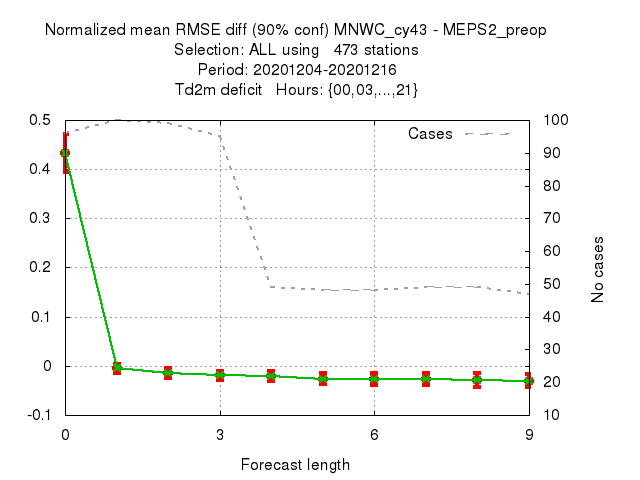 Normalized mean RMSE diff (90% conf) MNWC_cy43 - MEPS2_preop
Selection: ALL using   473 stations
Period: 20201204-20201216
Td2m deficit   Hours: {00,03,...,21}
Cases
0.5
0.4
0.3
0.2
0.1
0
-0.1
100
90
80
70
60
50
40
30
20
10
No cases
0 3 6 9
Forecast length